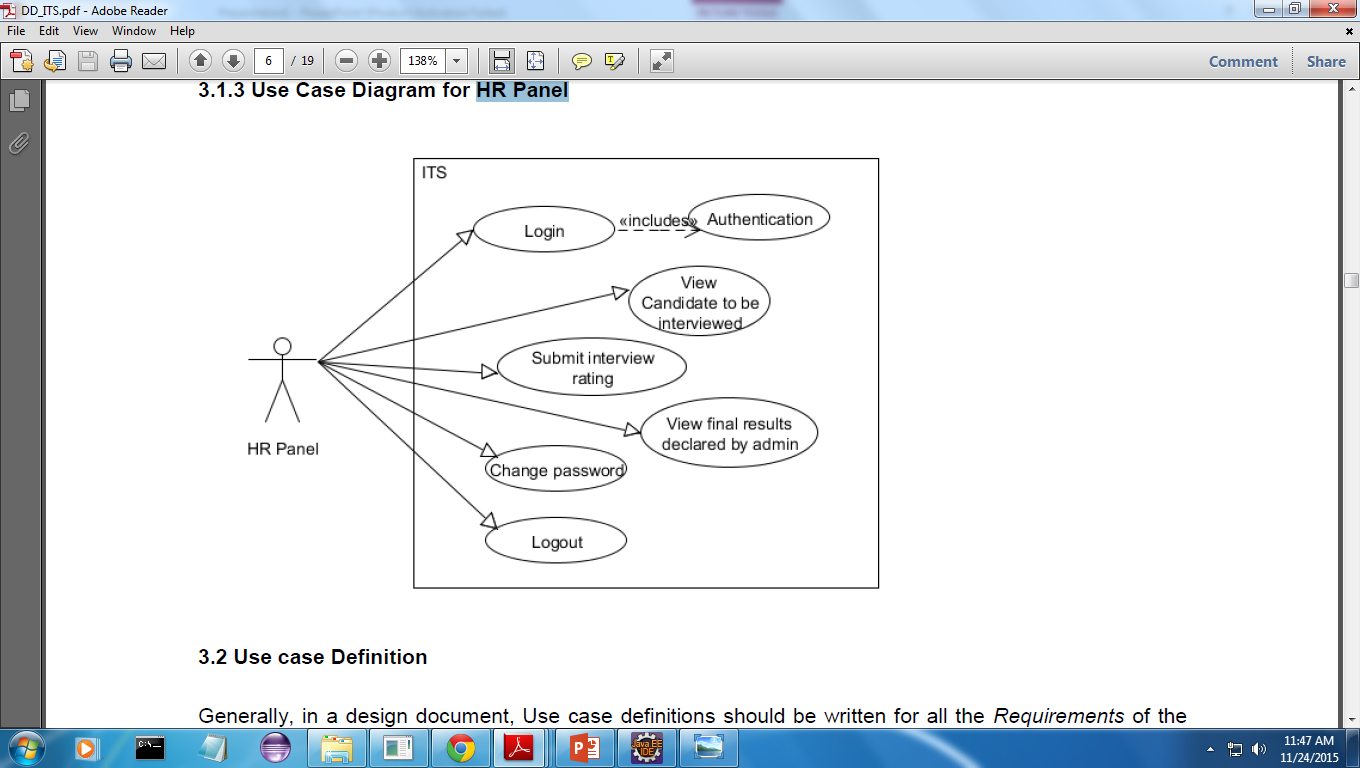 DD_ITS.pdf - Adobe Reader
File Edit View Window Help
6 / 19 138% Comment Share
3.1.3 Use Case Diagram for HR Panel
ITS
Login
«includes»
Authentication
View
Candidate to be
interviewed
Submit interview
rating
View final results
declared by admin
HR Panel
Change password
Logout
3.2 Use case Definition
Generally, in a design document, Use case definitions should be written for all the Requirements of the
Java EE
IDE
11:47 AM
11/24/2015